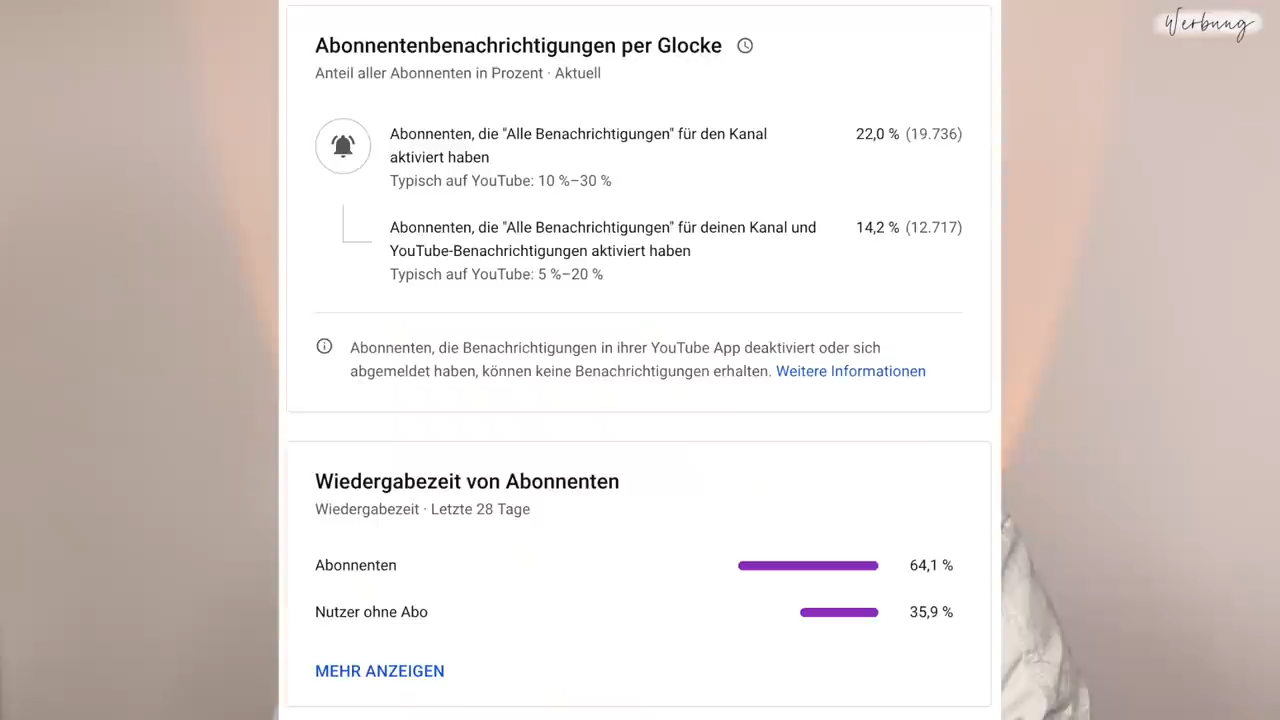 Werbung
Abonnentenbenachrichtigungen per Glocke
Anteil aller Abonnenten in Prozent · Aktuell
Abonnenten, die "Alle Benachrichtigungen" für den Kanal 22,0 % (19.736)
aktiviert haben
Typisch auf YouTube: 10 %–30 %
Abonnenten, die "Alle Benachrichtigungen" für deinen Kanal und 14,2 % (12.717)
YouTube-Benachrichtigungen aktiviert haben
Typisch auf YouTube: 5 %–20 %
Abonnenten, die Benachrichtigungen in ihrer YouTube App deaktiviert oder sich
abgemeldet haben, können keine Benachrichtigungen erhalten. Weitere Informationen
Wiedergabezeit von Abonnenten
Wiedergabezeit · Letzte 28 Tage
Abonnenten 64,1 %
Nutzer ohne Abo 35,9 %
MEHR ANZEIGEN